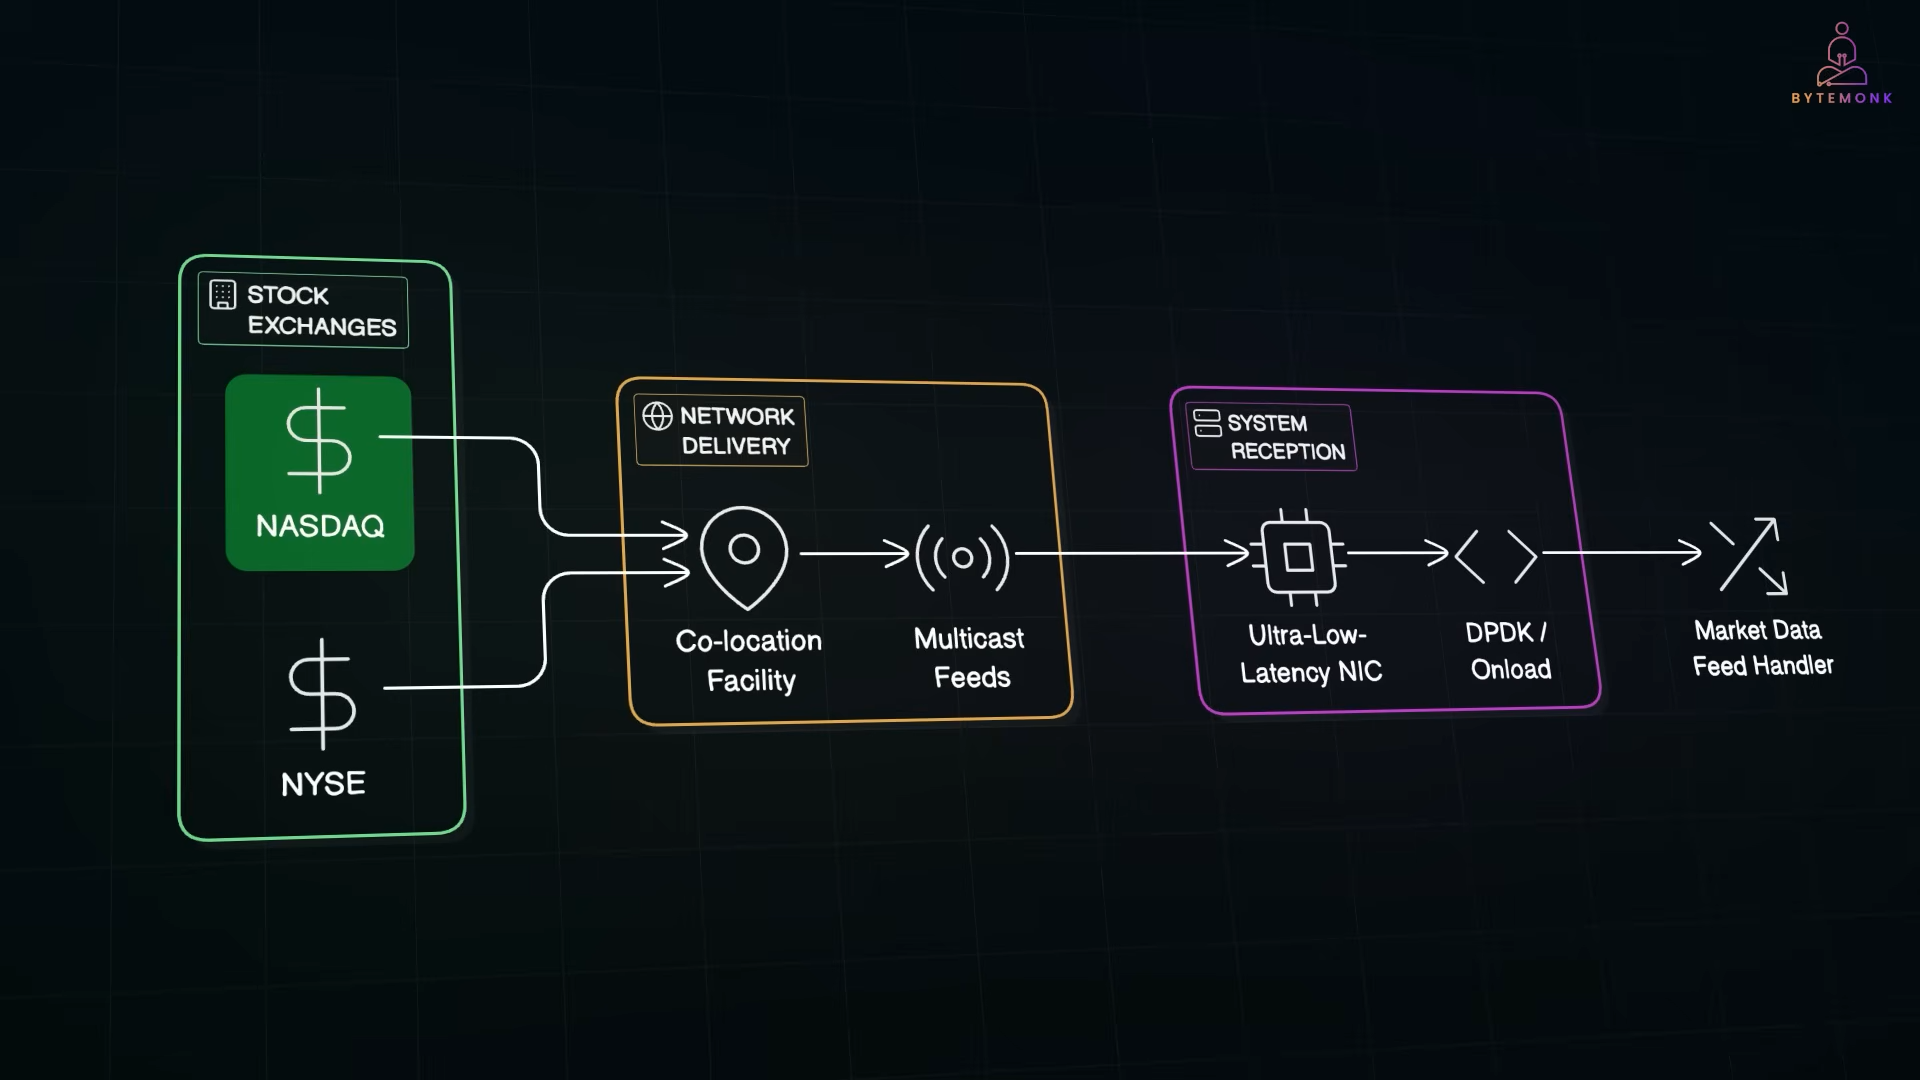 BYTEMONK
STOCK
EXCHANGES
NASDAQ
NYSE
NETWORK
DELIVERY
Co-location
Facility
Multicast
Feeds
SYSTEM
RECEPTION
Ultra-Low-
Latency NIC
DPDK /
Onload
Market Data
Feed Handler